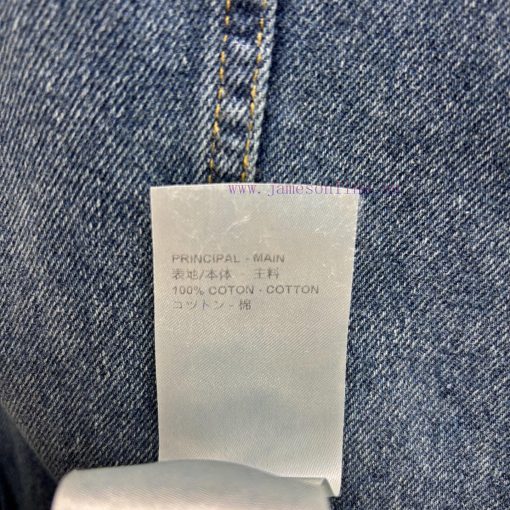 PRINCIPAL - MAIN
表地/本体 - 主料
100% COTON - COTTON
コットン - 棉